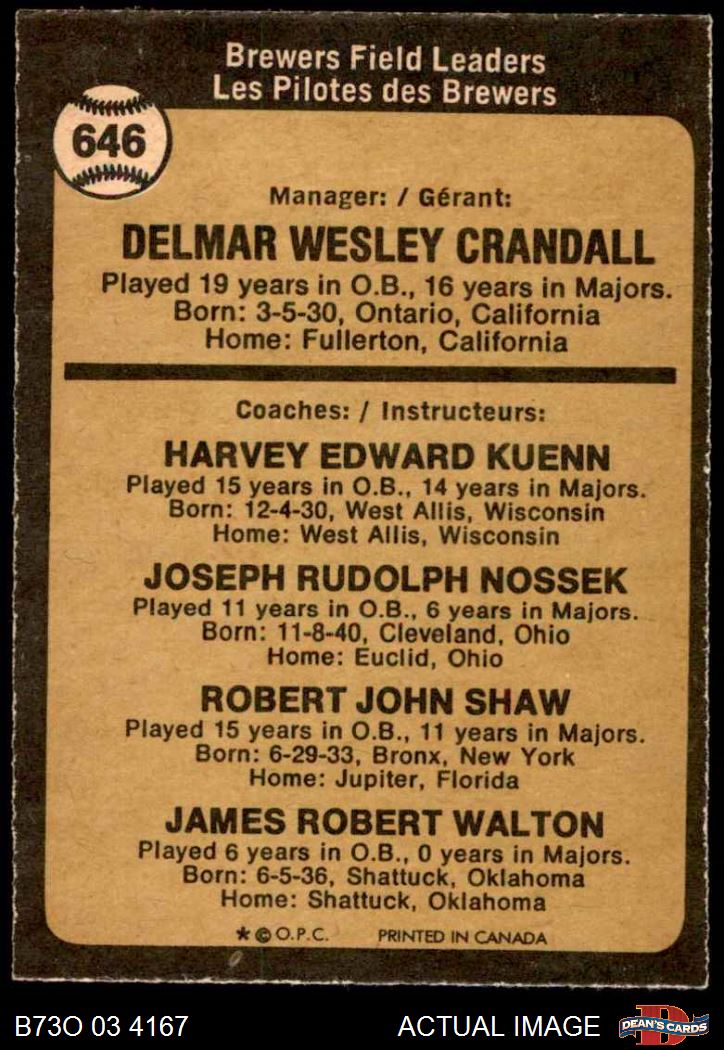 Brewers Field Leaders
Les Pilotes des Brewers
646
Manager: / Gérant:
DELMAR WESLEY CRANDALL
Played 19 years in O.B., 16 years in Majors.
Born: 3-5-30, Ontario, California
Home: Fullerton, California
Coaches: / Instructeurs:
HARVEY EDWARD KUENN
Played 15 years in O.B., 14 years in Majors.
Born: 12-4-30, West Allis, Wisconsin
Home: West Allis, Wisconsin
JOSEPH RUDOLPH NOSSEK
Played 11 years in O.B., 6 years in Majors.
Born: 11-8-40, Cleveland, Ohio
Home: Euclid, Ohio
ROBERT JOHN SHAW
Played 15 years in O.B., 11 years in Majors.
Born: 6-29-33, Bronx, New York
Home: Jupiter, Florida
JAMES ROBERT WALTON
Played 6 years in O.B., 0 years in Majors.
Born: 6-5-36, Shattuck, Oklahoma
Home: Shattuck, Oklahoma
* © O.P.C. PRINTED IN CANADA
B73O 03 4167 ACTUAL IMAGE D DEAN'S CARDS